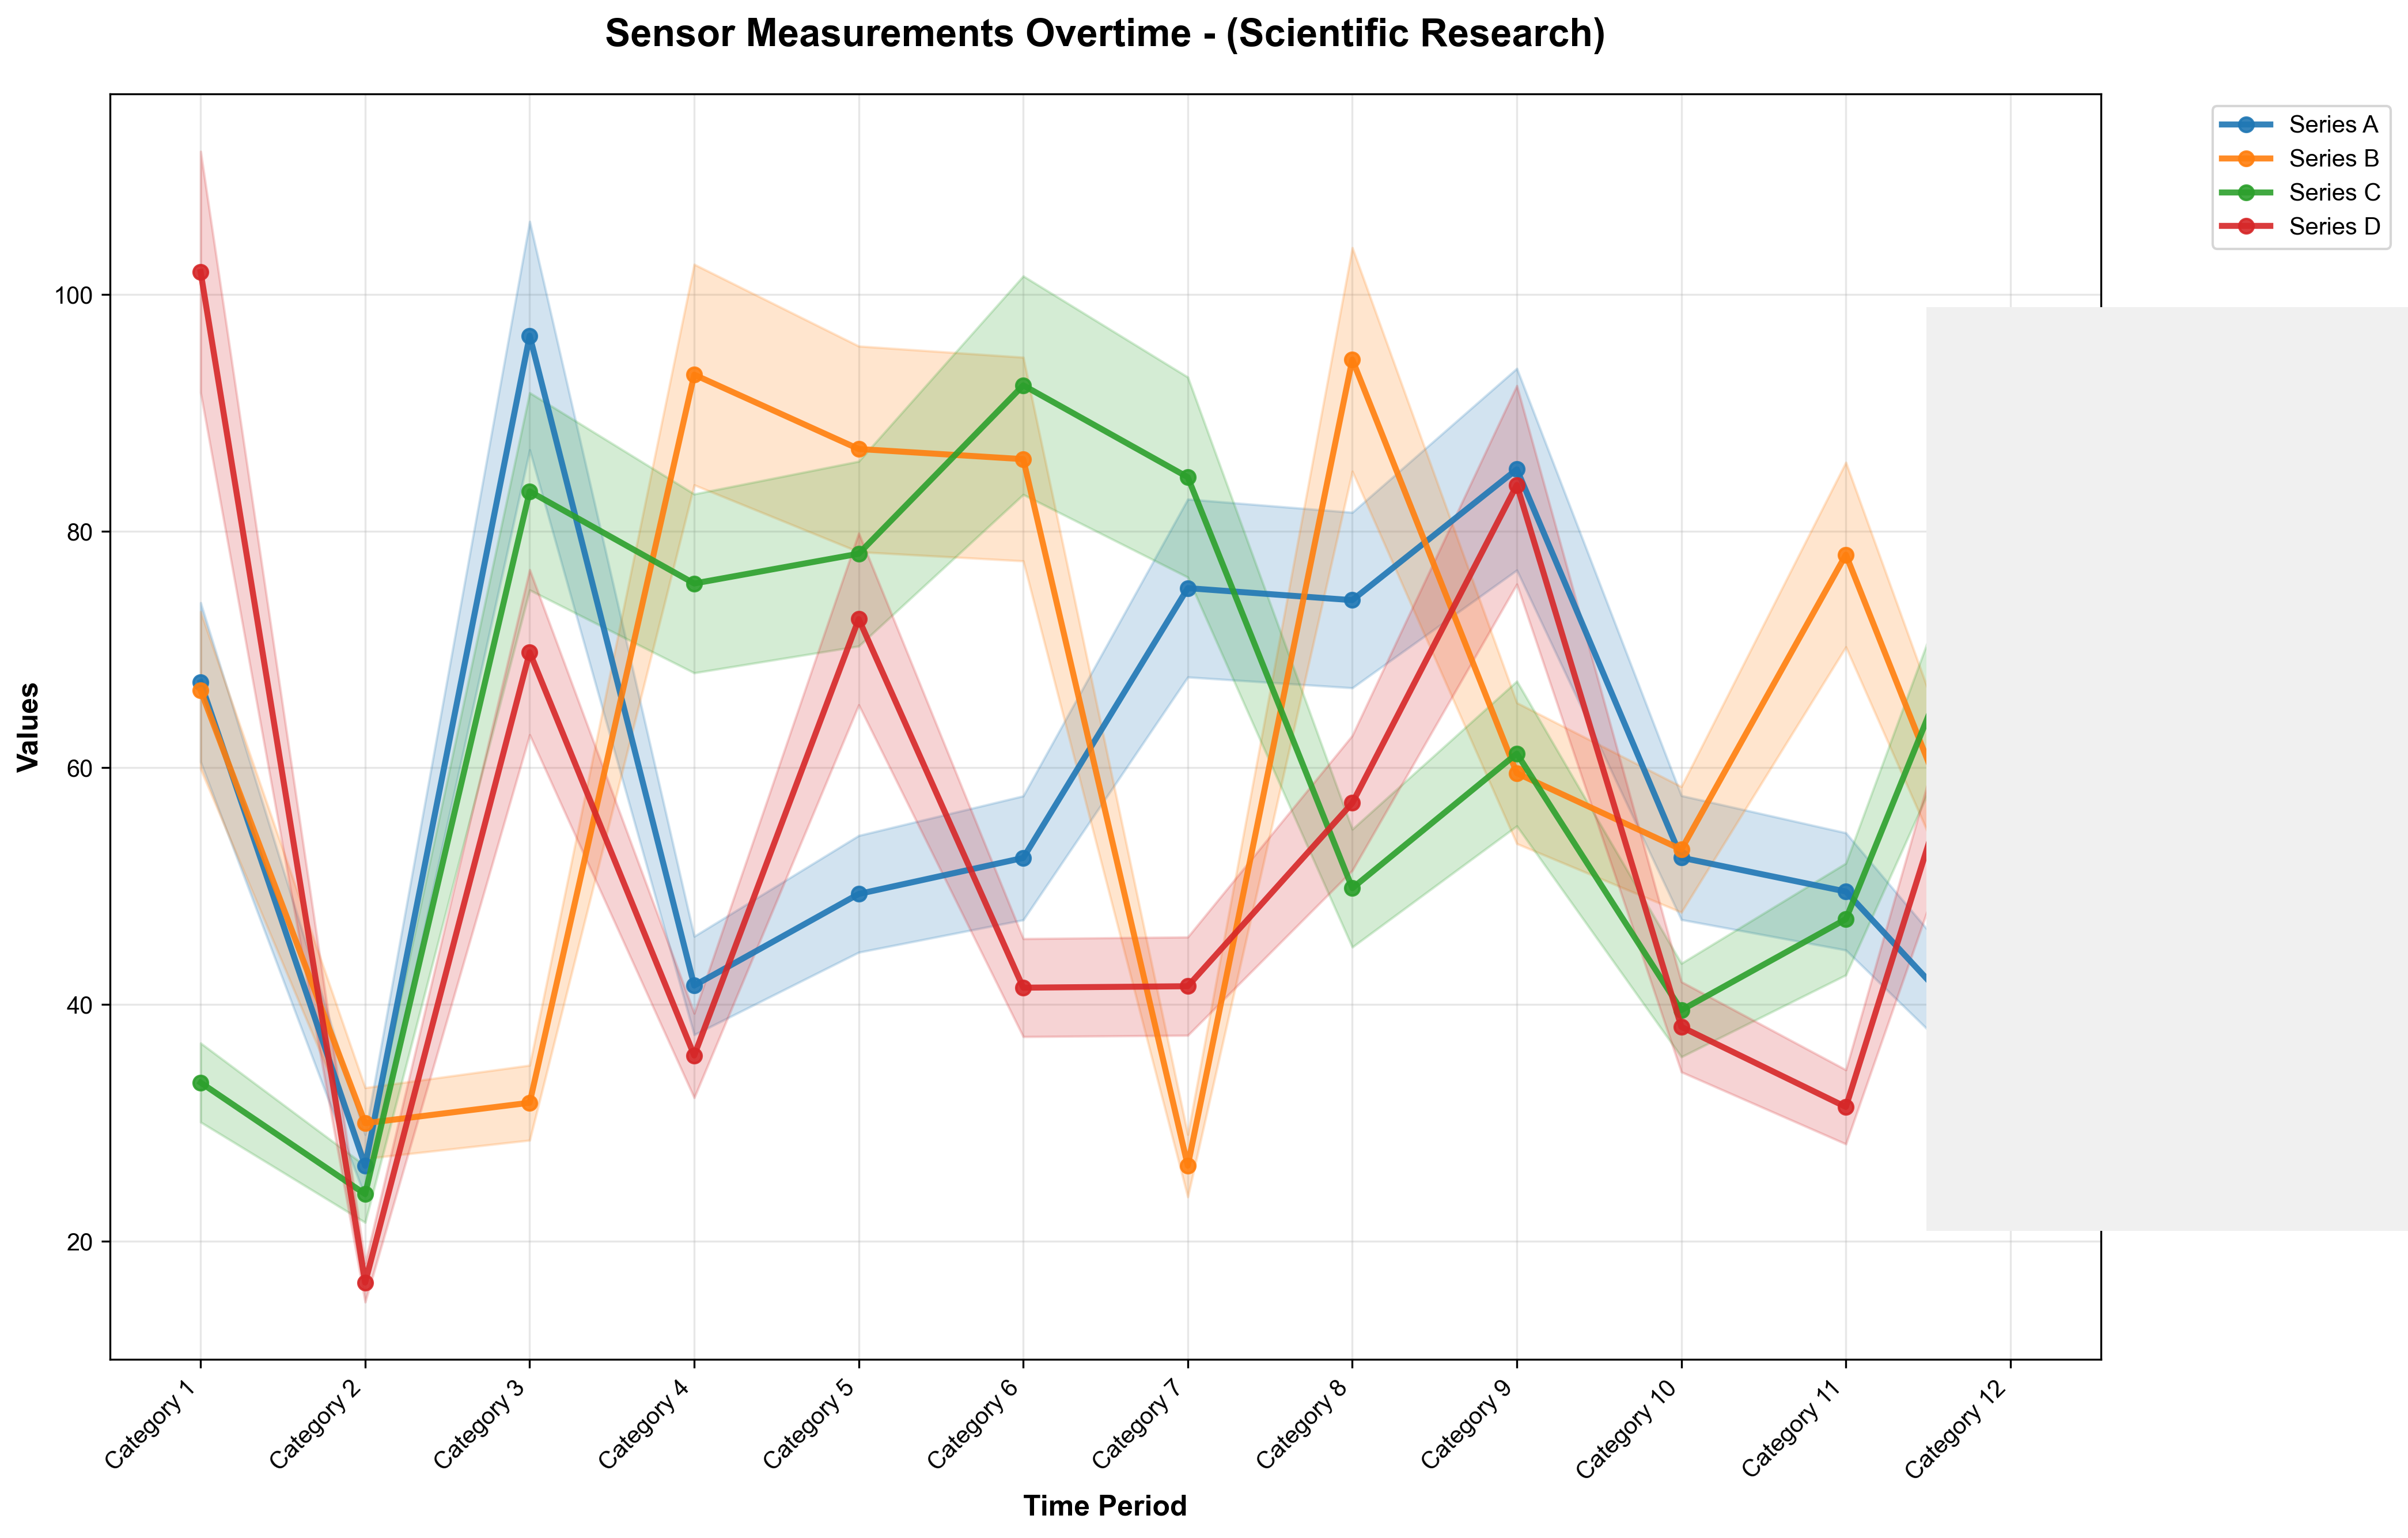 Sensor Measurements Overtime - (Scientific Research)
Series A
Series B
Series C
Series D
Values
100
80
60
40
20
Category 1
Category 2
Category 3
Category 4
Category 5
Category 6
Category 7
Category 8
Category 9
Category 10
Category 11
Category 12
Time Period